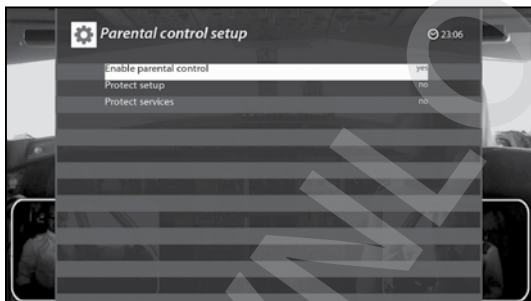 Parental control setup 23:06
Enable parental control yes
Protect setup no
Protect services no